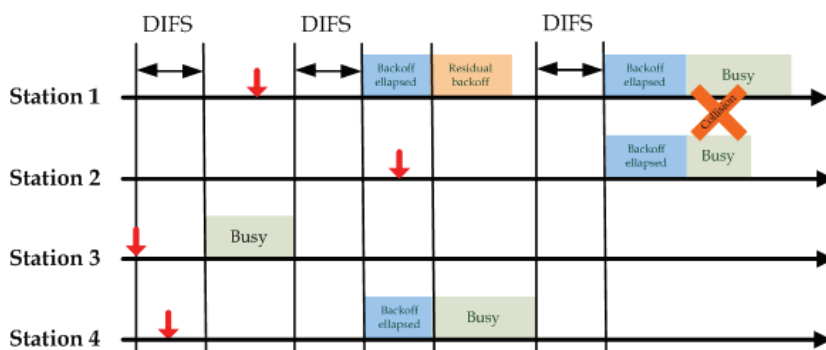 DIFS
DIFS
DIFS
Station 1
Backoff
ellapsed
Residual
backoff
Backoff
ellapsed
Busy
Collision
Station 2
Backoff
ellapsed
Busy
Station 3
Busy
Station 4
Backoff
ellapsed
Busy